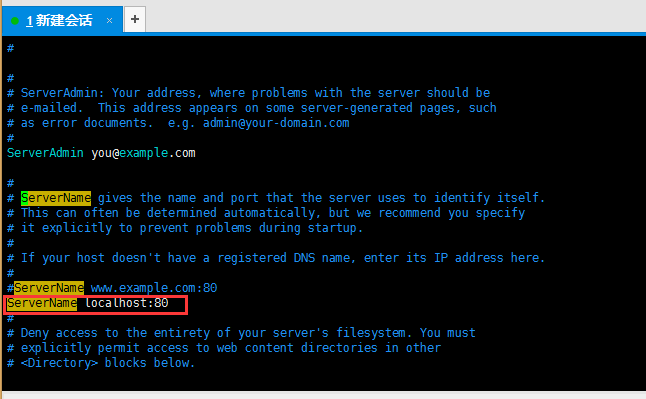 1 新建会话 × +
#
#
# ServerAdmin: Your address, where problems with the server should be
# e-mailed.  This address appears on some server-generated pages, such
# as error documents.  e.g. admin@your-domain.com
#
ServerAdmin you@example.com
#
# ServerName gives the name and port that the server uses to identify itself.
# This can often be determined automatically, but we recommend you specify
# it explicitly to prevent problems during startup.
#
# If your host doesn't have a registered DNS name, enter its IP address here.
#
#ServerName www.example.com:80
ServerName localhost:80
#
# Deny access to the entirety of your server's filesystem. You must
# explicitly permit access to web content directories in other
# <Directory> blocks below.